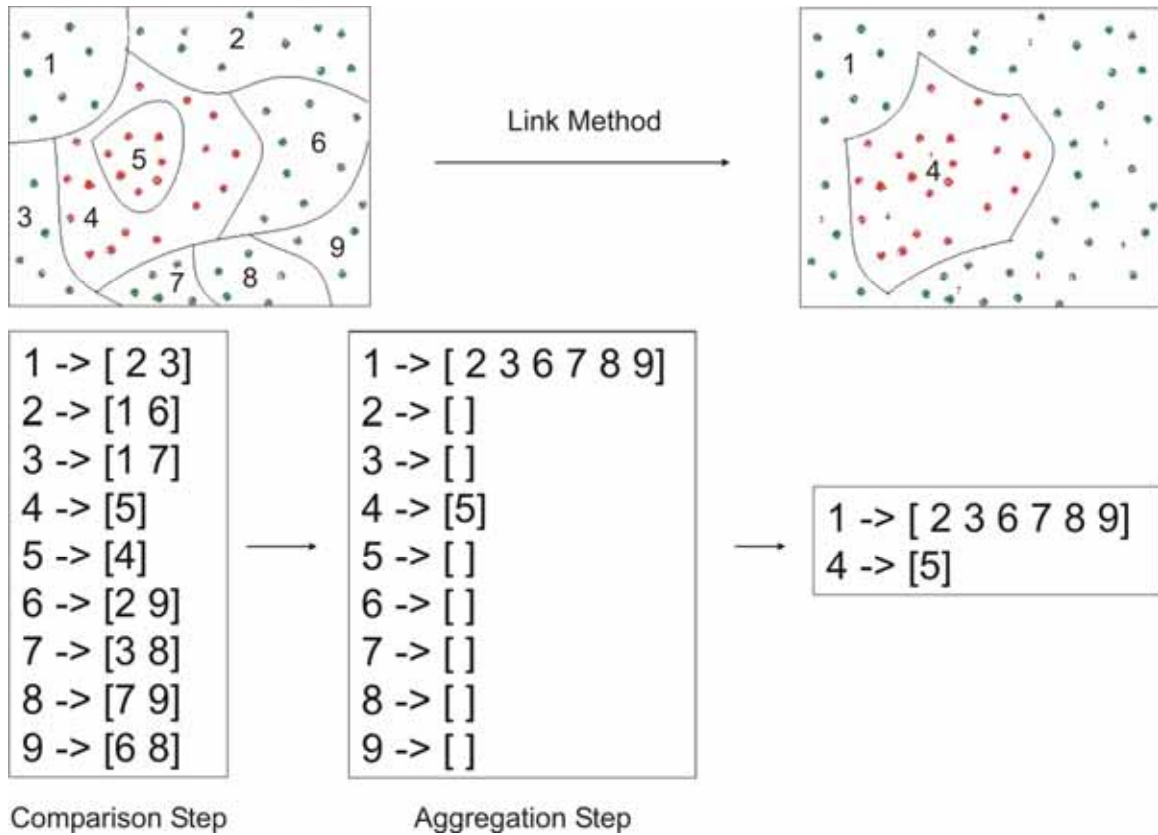 1
2
3
4
5
6
7
8
9
Link Method
1
4
1 -> [ 2 3]
2 -> [1 6]
3 -> [1 7]
4 -> [5]
5 -> [4]
6 -> [2 9]
7 -> [3 8]
8 -> [7 9]
9 -> [6 8]
Comparison Step
1 -> [ 2 3 6 7 8 9]
2 -> [ ]
3 -> [ ]
4 -> [5]
5 -> [ ]
6 -> [ ]
7 -> [ ]
8 -> [ ]
9 -> [ ]
Aggregation Step
1 -> [ 2 3 6 7 8 9]
4 -> [5]